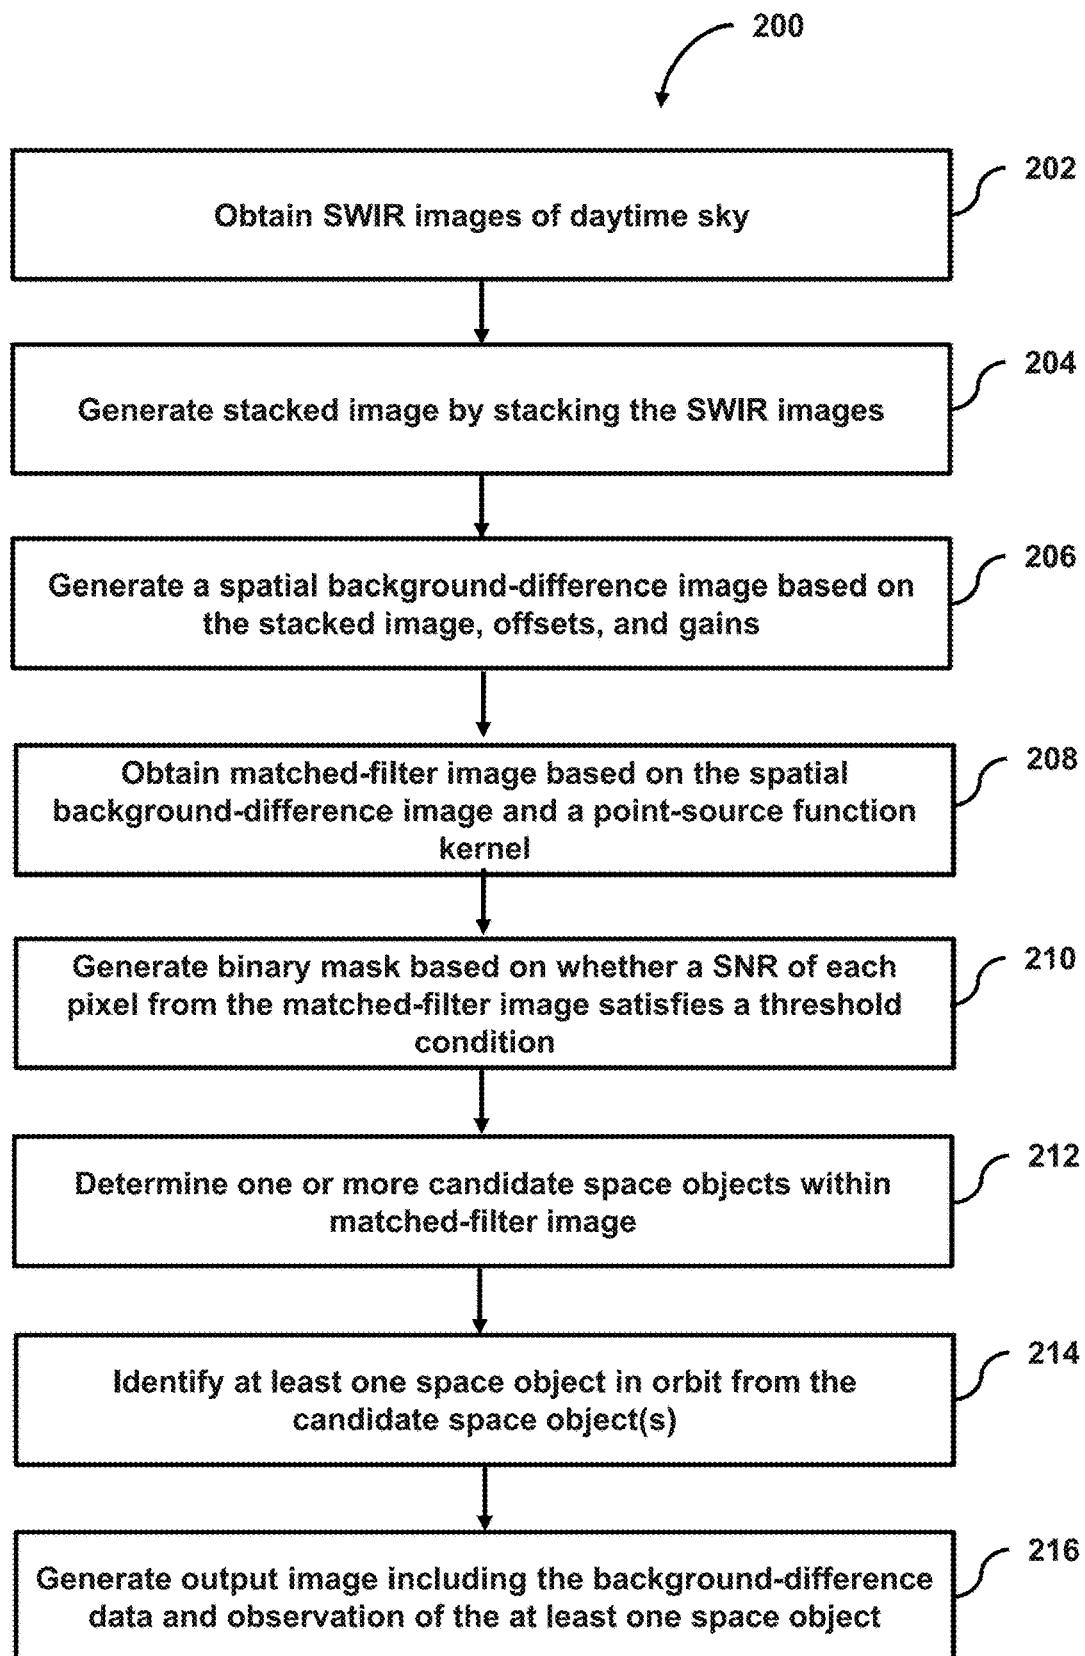 200
202
Obtain SWIR images of daytime sky
204
Generate stacked image by stacking the SWIR images
206
Generate a spatial background-difference image based on
the stacked image, offsets, and gains
208
Obtain matched-filter image based on the spatial
background-difference image and a point-source function
kernel
210
Generate binary mask based on whether a SNR of each
pixel from the matched-filter image satisfies a threshold
condition
212
Determine one or more candidate space objects within
matched-filter image
214
Identify at least one space object in orbit from the
candidate space object(s)
216
Generate output image including the background-difference
data and observation of the at least one space object